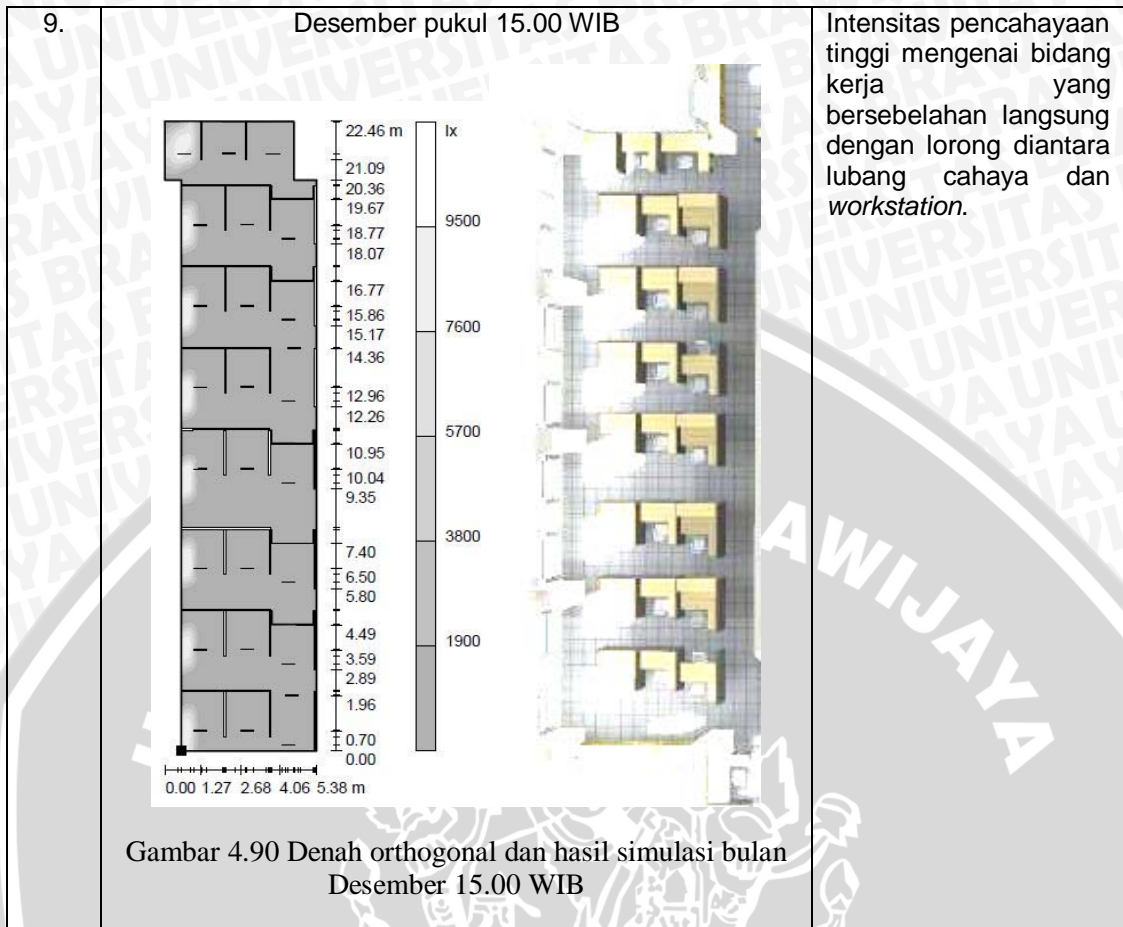 9.
Desember pukul 15.00 WIB
Intensitas pencahayaan
tinggi mengenai bidang
kerja yang
bersebelahan langsung
dengan lorong diantara
lubang cahaya dan
workstation.
22.46 m
21.09
20.36
19.67
18.77
18.07
16.77
15.86
15.17
14.36
12.96
12.26
10.95
10.04
9.35
7.40
6.50
5.80
4.49
3.59
2.89
1.96
0.70
0.00
0.00 1.27 2.68 4.06 5.38 m
lx
9500
7600
5700
3800
1900
Gambar 4.90 Denah orthogonal dan hasil simulasi bulan
Desember 15.00 WIB